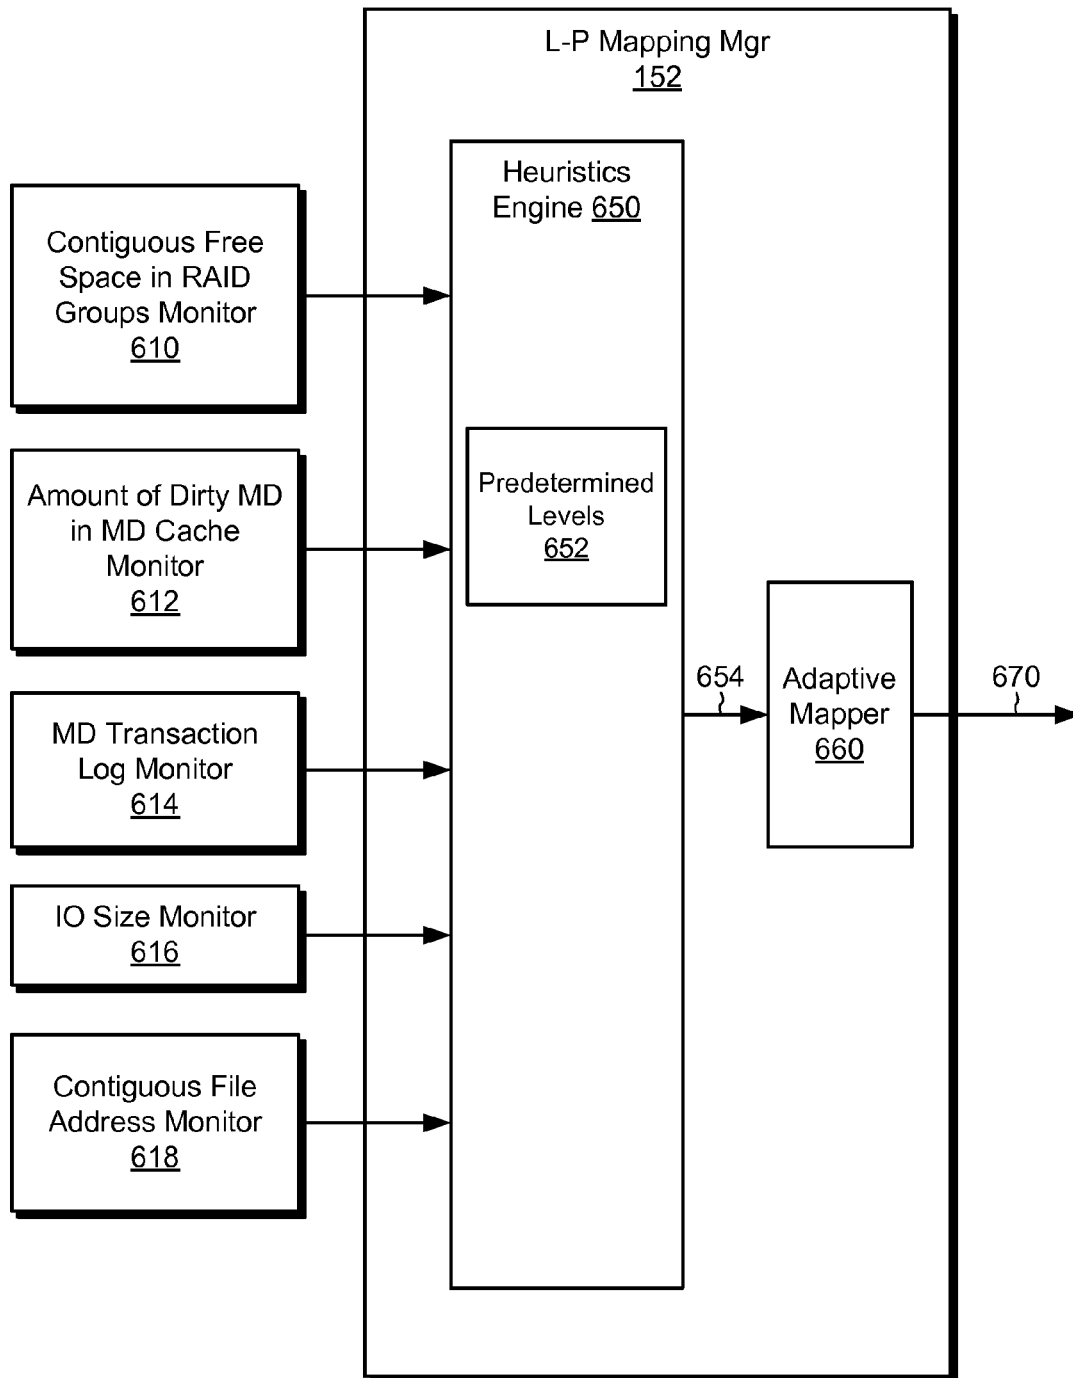 L-P Mapping Mgr
152
Heuristics
Engine 650
Contiguous Free
Space in RAID
Groups Monitor
610
Predetermined
Levels
652
Amount of Dirty MD
in MD Cache
Monitor
612
654
Adaptive
Mapper
660
670
MD Transaction
Log Monitor
614
IO Size Monitor
616
Contiguous File
Address Monitor
618